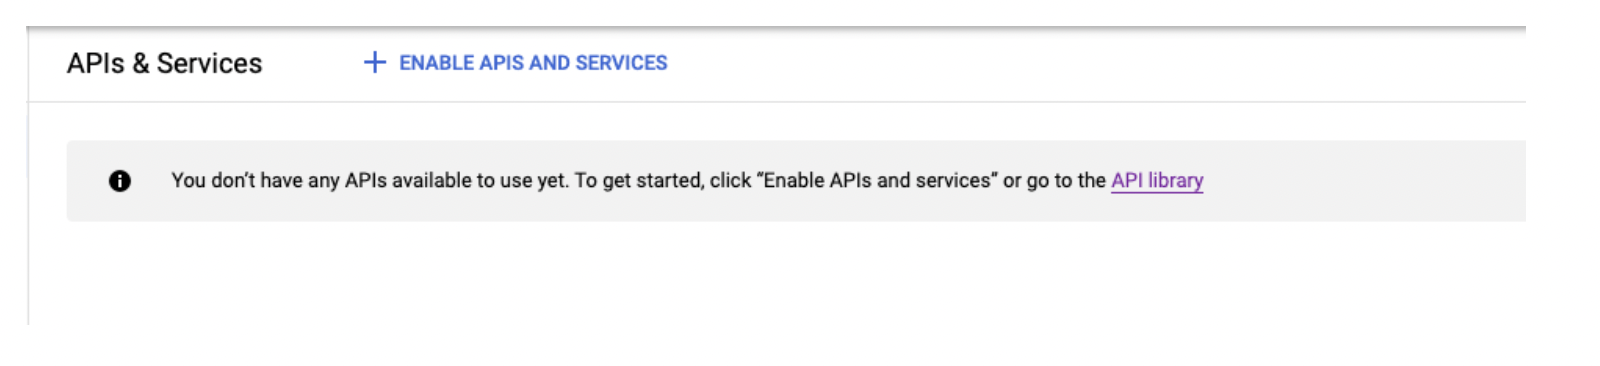 APIs & Services
+ ENABLE APIS AND SERVICES
You don’t have any APIs available to use yet. To get started, click “Enable APIs and services” or go to the API library